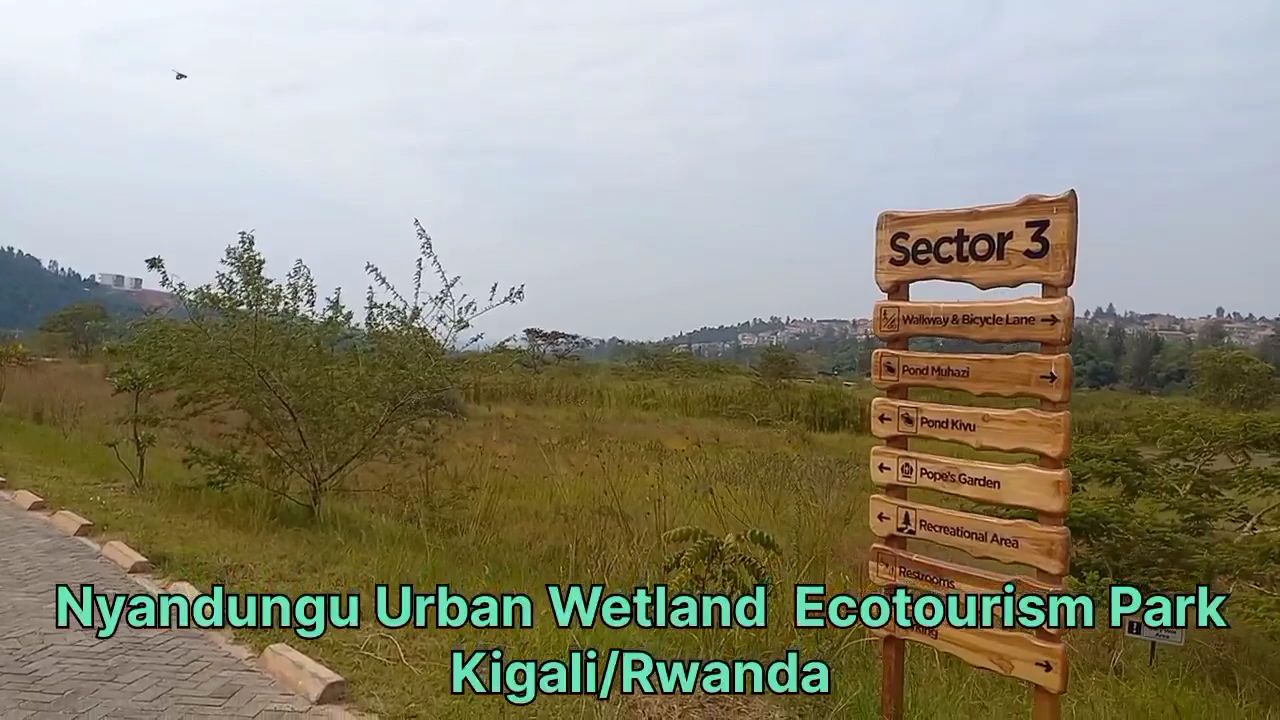 Sector 3
Walkway & Bicycle Lane
Pond Muhazi
Pond Kivu
Pope's Garden
Recreational Area
Restrooms
Nyandungu Urban Wetland Ecotourism Park
Kigali/Rwanda